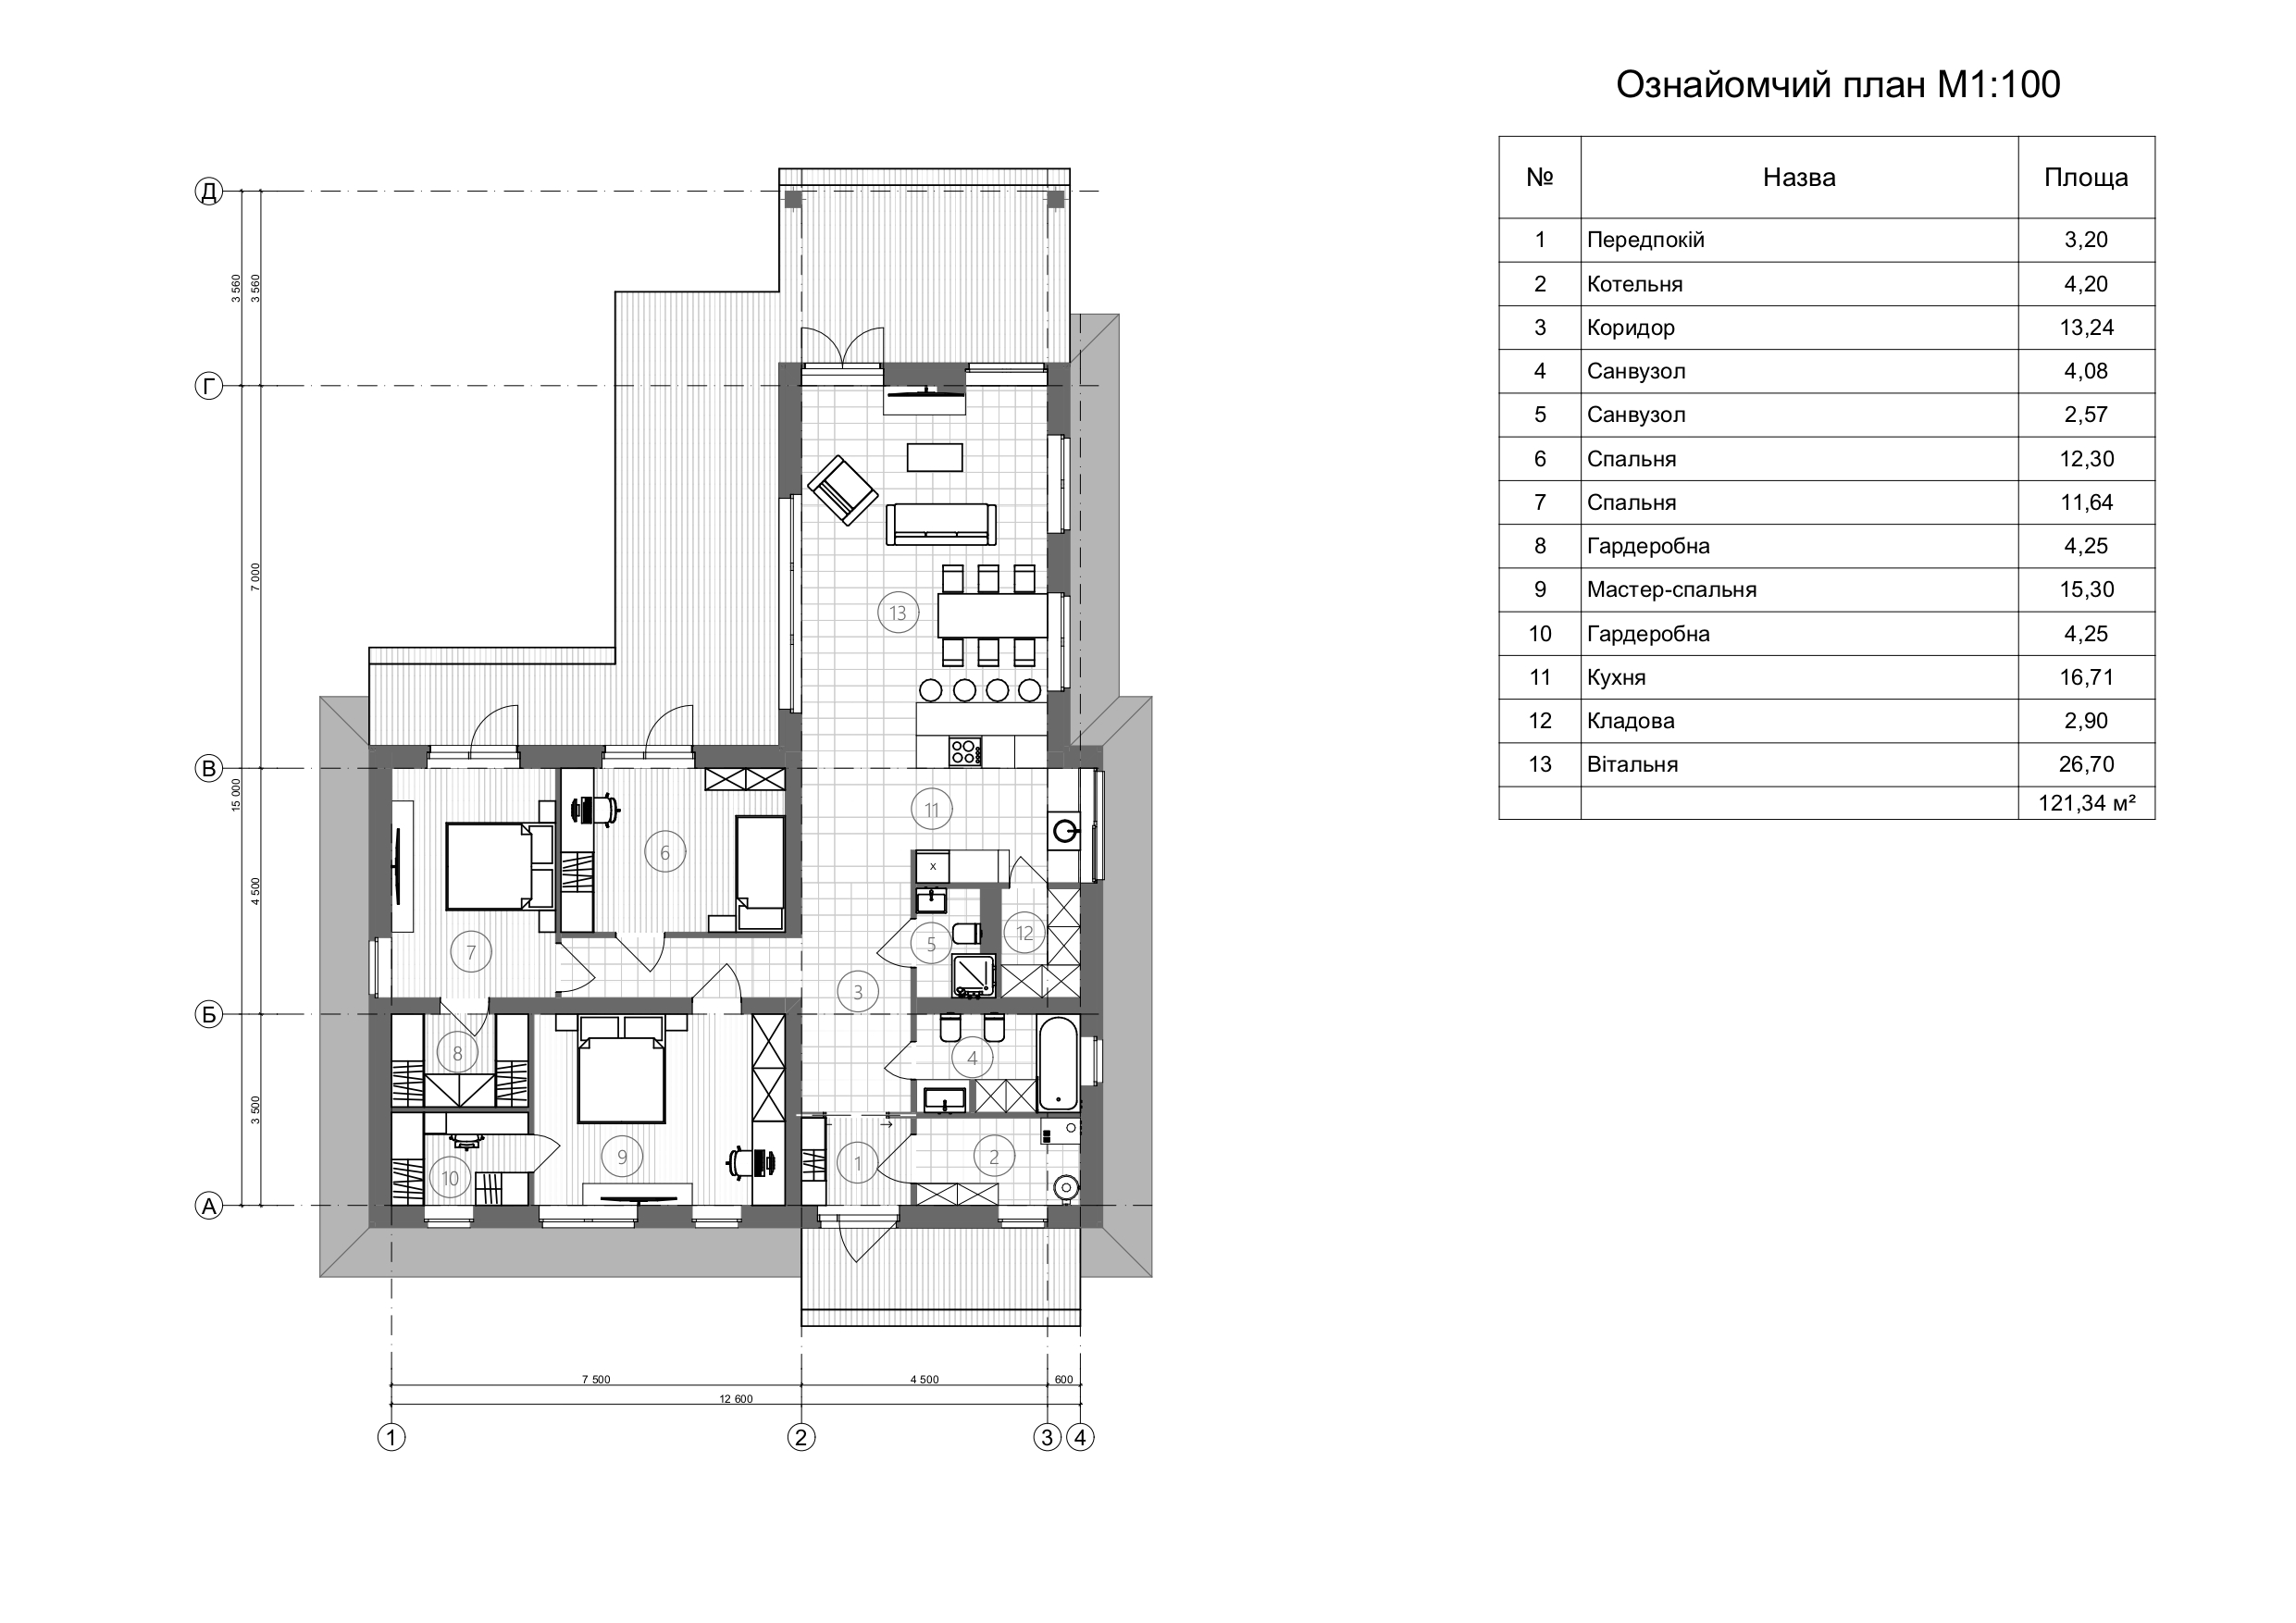 Ознайомчий план М1:100
№ Назва Площа
1 Передпокій 3,20
2 Котельня 4,20
3 Коридор 13,24
4 Санвузол 4,08
5 Санвузол 2,57
6 Спальня 12,30
7 Спальня 11,64
8 Гардеробна 4,25
9 Мастер-спальня 15,30
10 Гардеробна 4,25
11 Кухня 16,71
12 Кладова 2,90
13 Вітальня 26,70
121,34 м²
Д
3 560
3 560
Г
7 000
13
В
15 000
11
6
х
4 500
12
5
7
3
Б
8
4
3 500
9
1
2
10
А
7 500
4 500
600
12 600
1
2
3
4